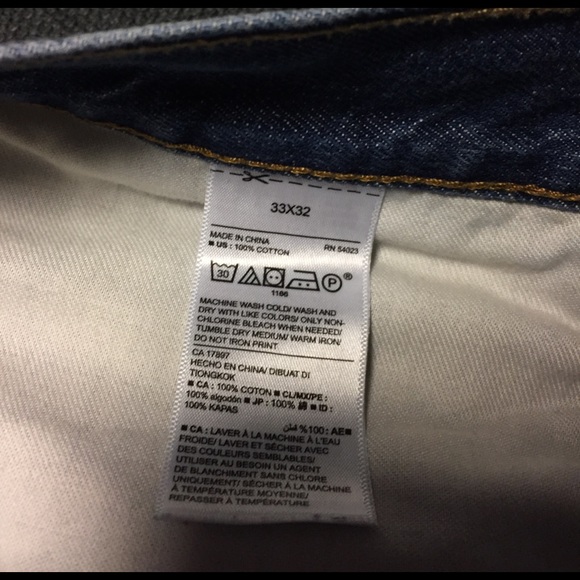 33X32
MADE IN CHINA RN 54023
■ US : 100% COTTON
30 P ®
1186
MACHINE WASH COLD/ WASH AND
DRY WITH LIKE COLORS/ ONLY NON-
CHLORINE BLEACH WHEN NEEDED/
TUMBLE DRY MEDIUM/ WARM IRON/
DO NOT IRON PRINT
CA 17897
HECHO EN CHINA/ DIBUAT DI
TIONGKOK
■ CA : 100% COTON ■ CL/MX/PE :
100% algodón ■ JP : 100% 綿 ■ ID :
100% KAPAS
%100 : AE■ قطن
■ CA : LAVER À LA MACHINE À L'EAU
FROIDE/ LAVER ET SÉCHER AVEC
DES COULEURS SEMBLABLES/
UTILISER AU BESOIN UN AGENT
DE BLANCHIMENT SANS CHLORE
UNIQUEMENT/ SÉCHER À LA MACHINE
À TEMPÉRATURE MOYENNE/
REPASSER À TEMPÉRATURE